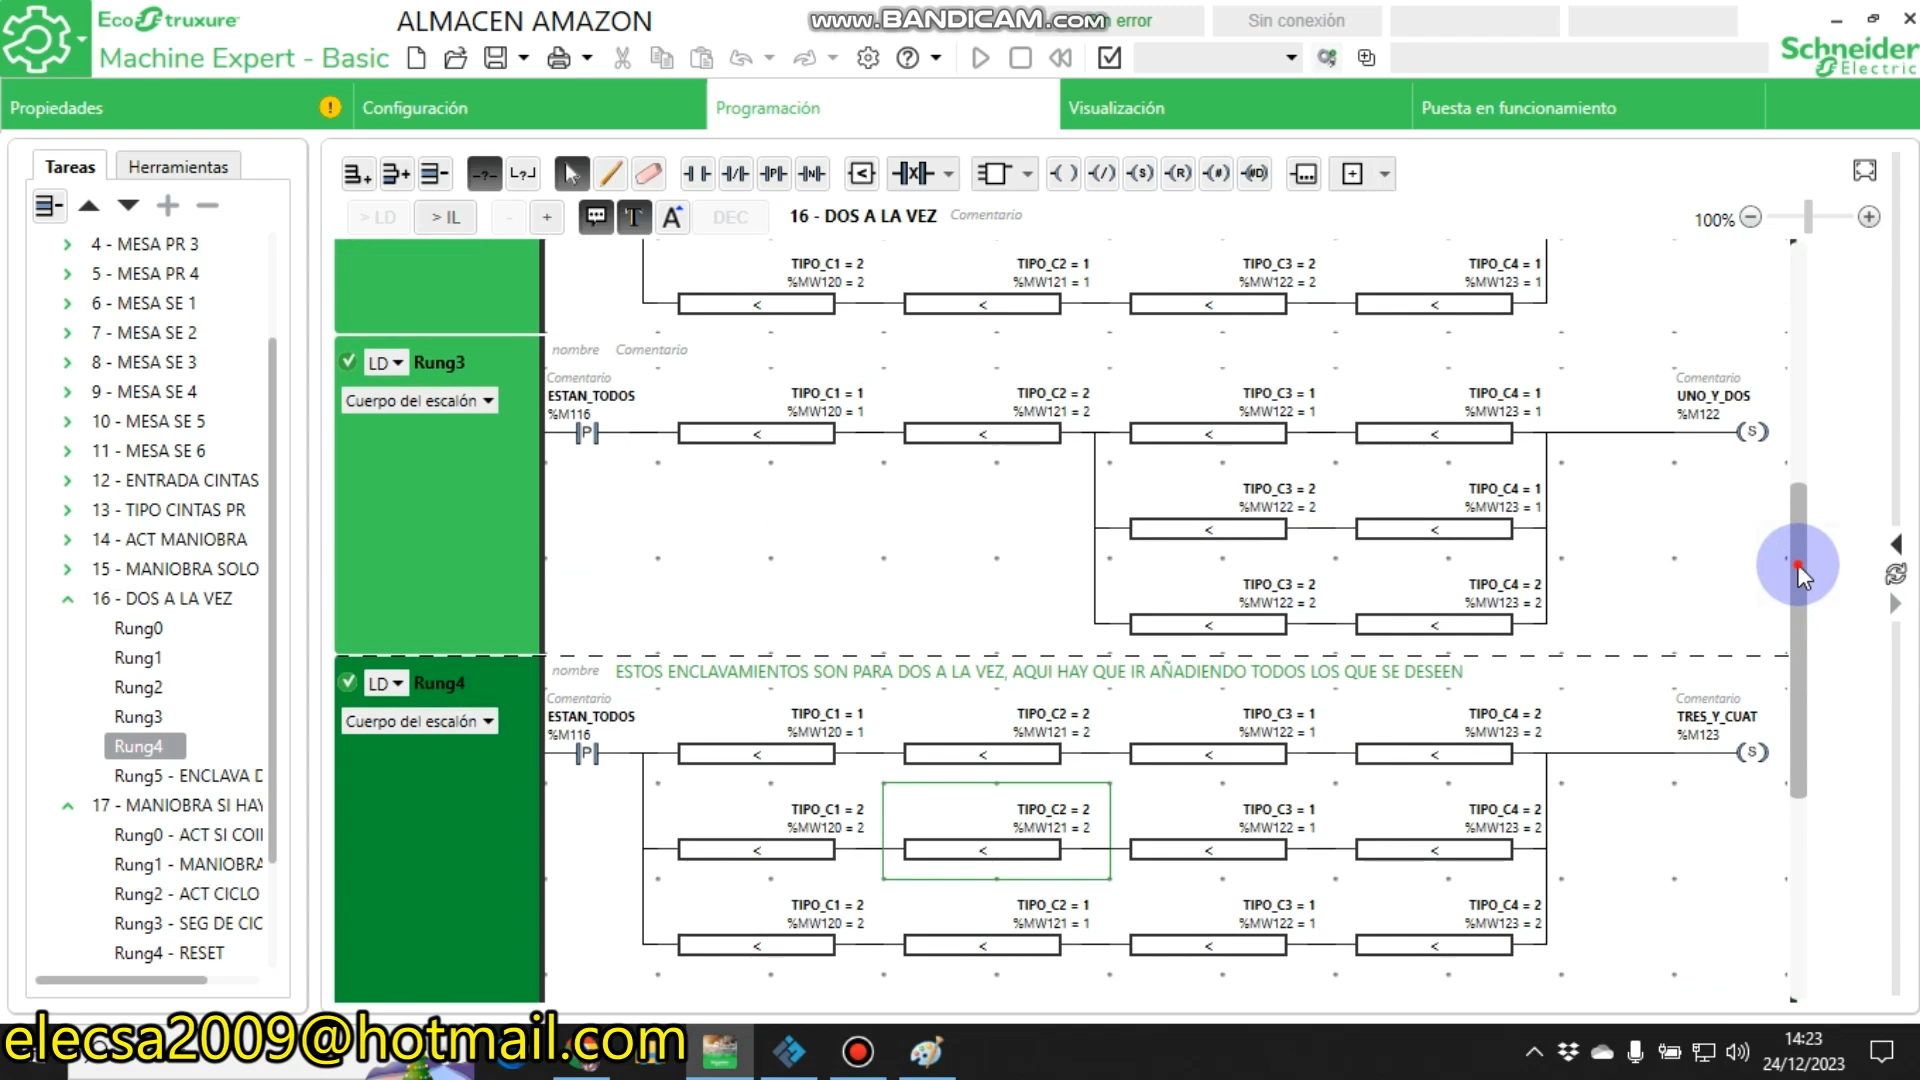 EcoStruxure
Machine Expert - Basic
ALMACEN AMAZON
www.BANDICAM.com
error
Sin conexión
Schneider
Electric
Propiedades
Configuración
Programación
Visualización
Puesta en funcionamiento
Tareas
Herramientas
> LD
> IL
-
+
T
A
DEC
16 - DOS A LA VEZ
Comentario
100%
4 - MESA PR 3
5 - MESA PR 4
6 - MESA SE 1
7 - MESA SE 2
8 - MESA SE 3
9 - MESA SE 4
10 - MESA SE 5
11 - MESA SE 6
12 - ENTRADA CINTAS
13 - TIPO CINTAS PR
14 - ACT MANIOBRA
15 - MANIOBRA SOLO
16 - DOS A LA VEZ
Rung0
Rung1
Rung2
Rung3
Rung4
Rung5 - ENCLAVA D
17 - MANIOBRA SI HAY
Rung0 - ACT SI COII
Rung1 - MANIOBRA
Rung2 - ACT CICLO
Rung3 - SEG DE CIC
Rung4 - RESET
TIPO_C1 = 2 TIPO_C2 = 1 TIPO_C3 = 2 TIPO_C4 = 1
%MW120 = 2 %MW121 = 1 %MW122 = 2 %MW123 = 1
< < < <
LD Rung3
Cuerpo del escalón
nombre Comentario
Comentario
ESTAN_TODOS
%M116
P
TIPO_C1 = 1 TIPO_C2 = 2 TIPO_C3 = 1 TIPO_C4 = 1
%MW120 = 1 %MW121 = 2 %MW122 = 1 %MW123 = 1
< < < <
Comentario
UNO_Y_DOS
%M122
S
TIPO_C3 = 2 TIPO_C4 = 1
%MW122 = 2 %MW123 = 1
< <
TIPO_C3 = 2 TIPO_C4 = 2
%MW122 = 2 %MW123 = 2
< <
LD Rung4
Cuerpo del escalón
nombre ESTOS ENCLAVAMIENTOS SON PARA DOS A LA VEZ, AQUI HAY QUE IR AÑADIENDO TODOS LOS QUE SE DESEEN
Comentario
ESTAN_TODOS
%M116
P
TIPO_C1 = 1 TIPO_C2 = 2 TIPO_C3 = 1 TIPO_C4 = 2
%MW120 = 1 %MW121 = 2 %MW122 = 1 %MW123 = 2
< < < <
Comentario
TRES_Y_CUAT
%M123
S
TIPO_C1 = 2 TIPO_C2 = 2 TIPO_C3 = 1 TIPO_C4 = 2
%MW120 = 2 %MW121 = 2 %MW122 = 1 %MW123 = 2
< < < <
TIPO_C1 = 2 TIPO_C2 = 1 TIPO_C3 = 1 TIPO_C4 = 2
%MW120 = 2 %MW121 = 1 %MW122 = 1 %MW123 = 2
< < < <
elecsa2009@hotmail.com
14:23
24/12/2023